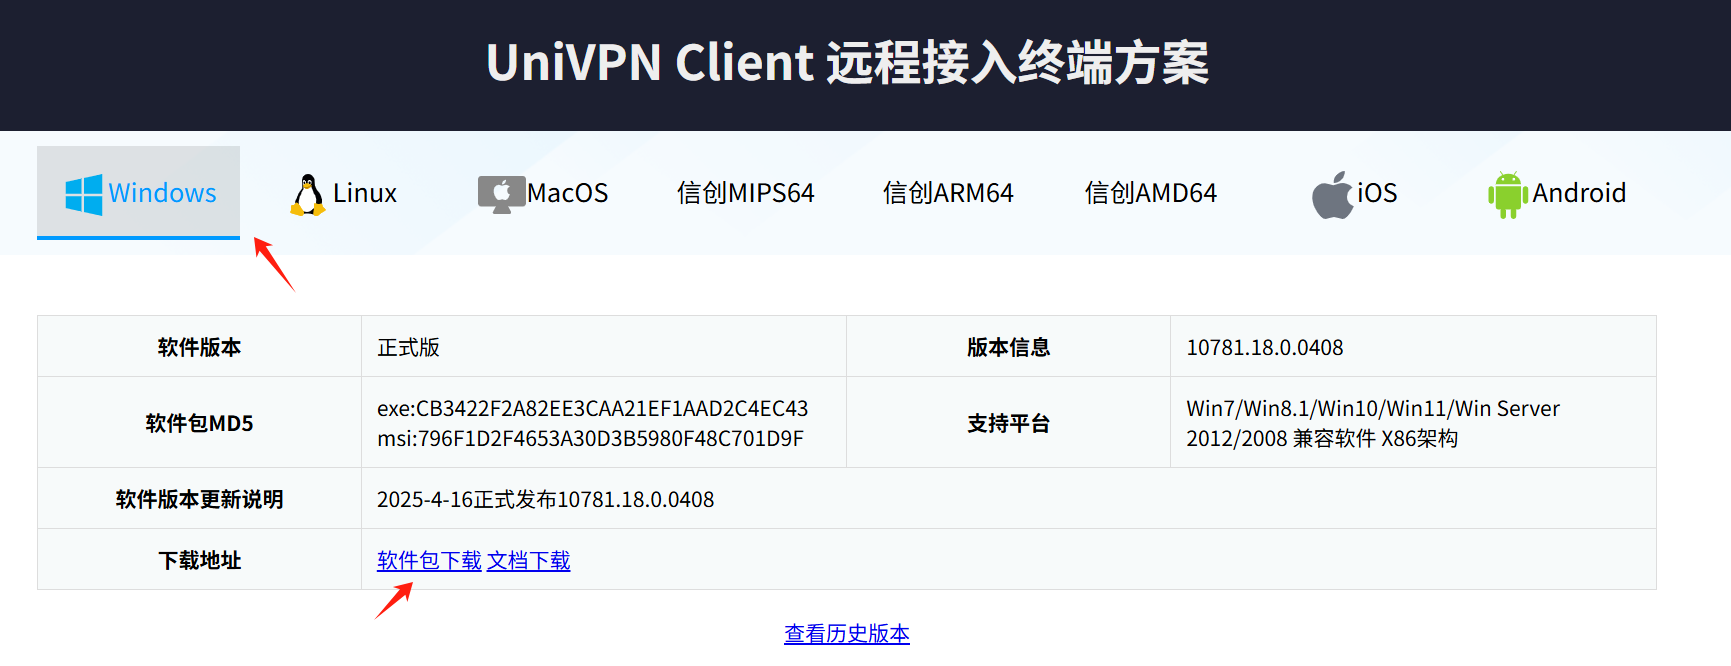 UniVPN Client 远程接入终端方案
Windows
Linux
MacOS
信创MIPS64
信创ARM64
信创AMD64
iOS
Android
软件版本
正式版
版本信息
10781.18.0.0408
软件包MD5
exe:CB3422F2A82EE3CAA21EF1AAD2C4EC43
msi:796F1D2F4653A30D3B5980F48C701D9F
支持平台
Win7/Win8.1/Win10/Win11/Win Server
2012/2008 兼容软件 X86架构
软件版本更新说明
2025-4-16正式发布10781.18.0.0408
下载地址
软件包下载 文档下载
查看历史版本